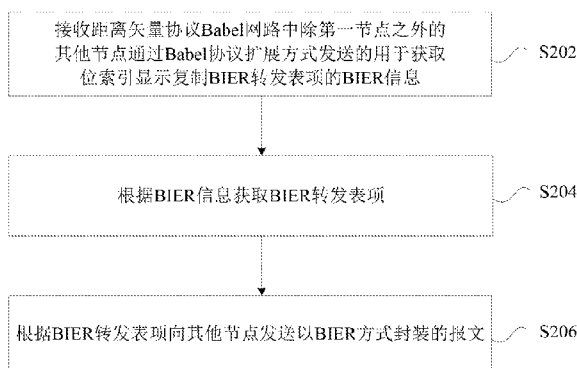 接收距离矢量协议Babel网路中除第一节点之外的
其他节点通过Babel协议扩展方式发送的用于获取
位索引显示复制BIER转发表项的BIER信息
S202
根据BIER信息获取BIER转发表项
S204
根据BIER转发表项向其他节点发送以BIER方式封装的报文
S206